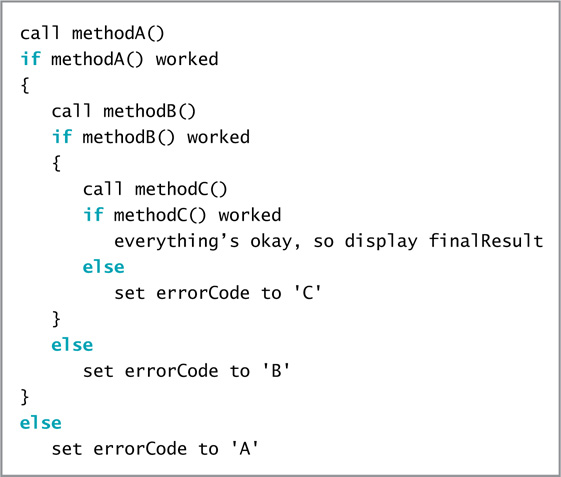 call methodA()
if methodA() worked
{
   call methodB()
   if methodB() worked
   {
      call methodC()
      if methodC() worked
         everything’s okay, so display finalResult
      else
         set errorCode to 'C'
   }
   else
      set errorCode to 'B'
}
else
   set errorCode to 'A'